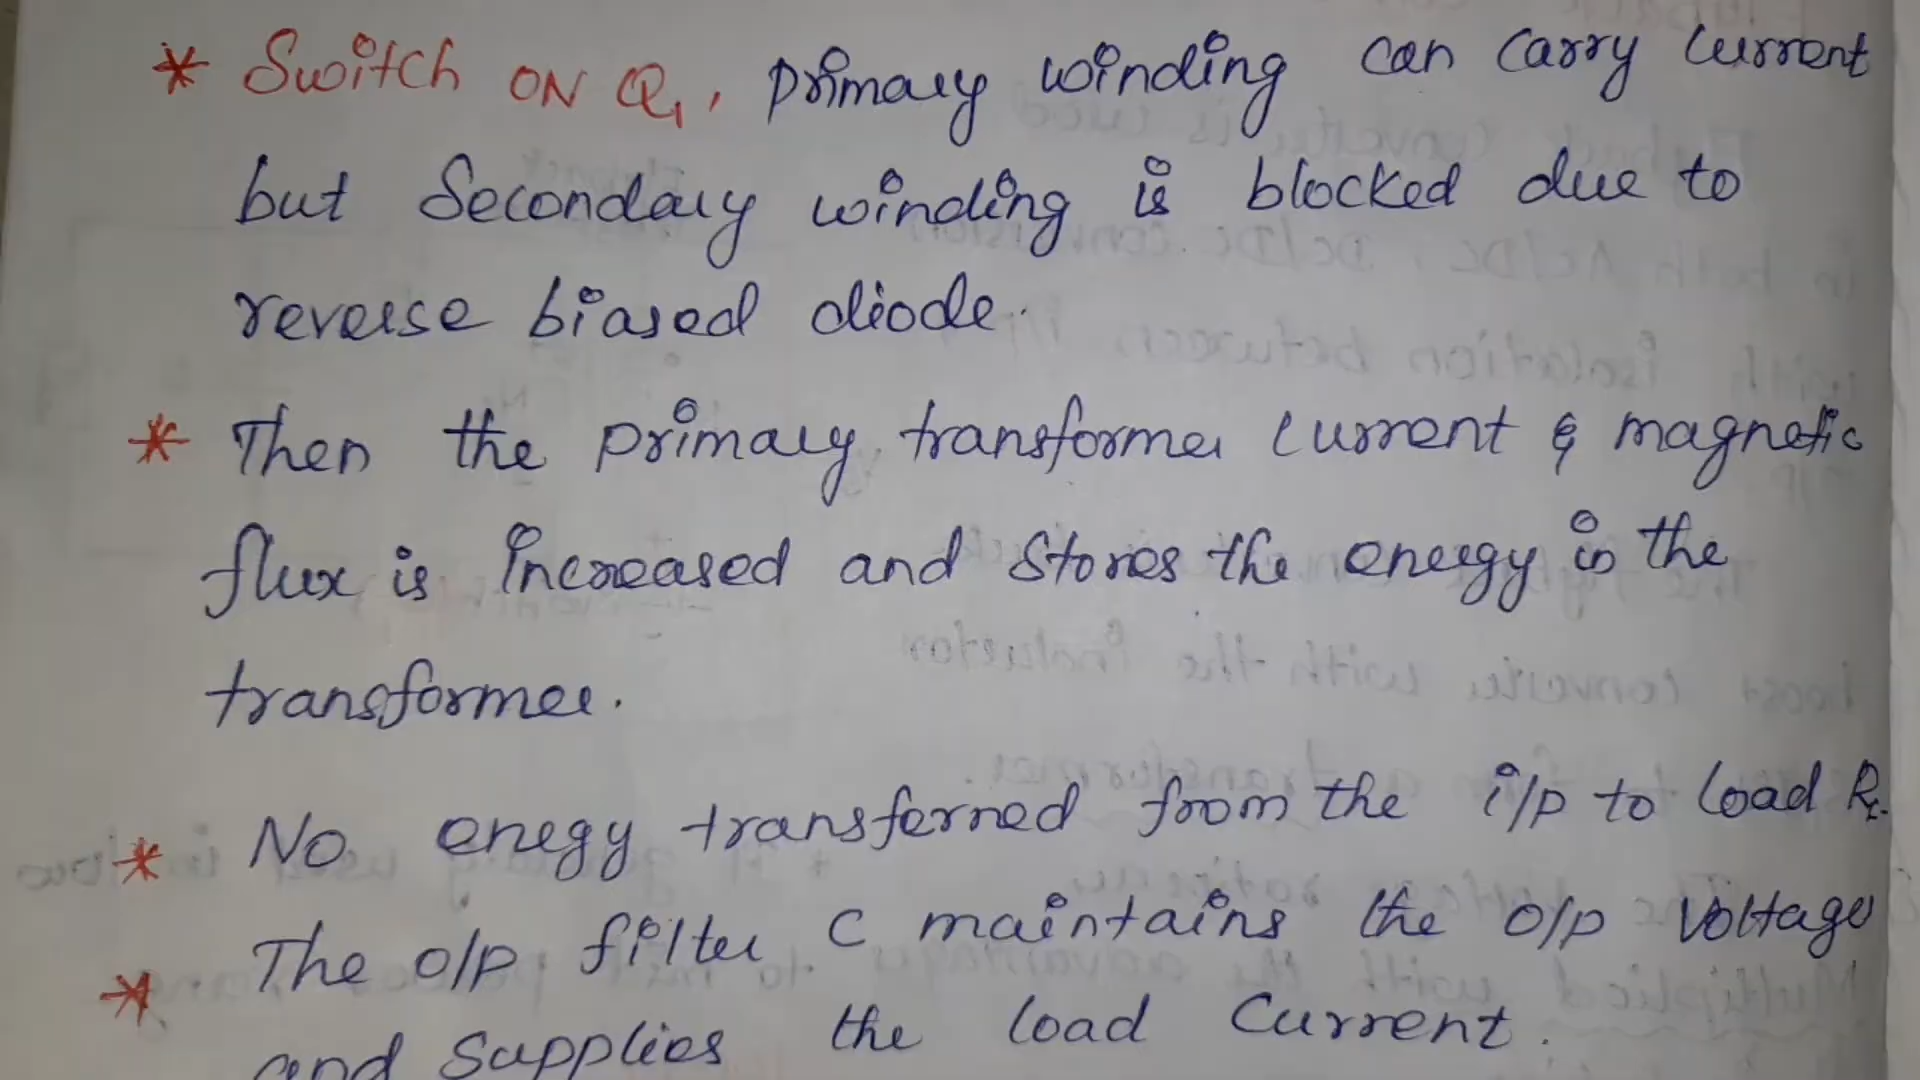 * Switch ON Q1, primary winding can carry current
but Secondary winding is blocked due to
reverse biased diode.
* Then the primary transformer current & magnetic
flux is increased and stores the energy in the
transformer.
* No enegy transferred from the i/p to load RL.
* The o/p filter C maintains the o/p voltage
and supplies the load current.